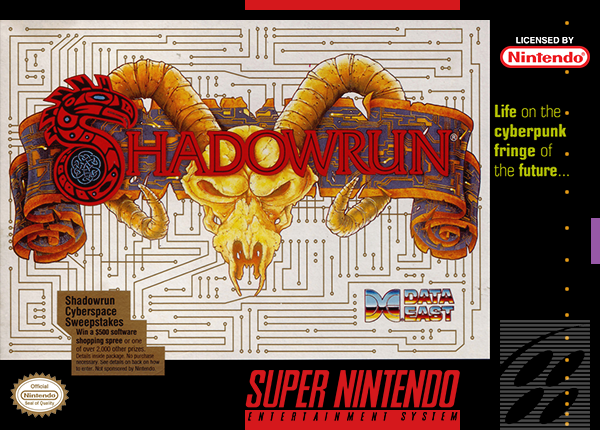 LICENSED BY
Nintendo®
Life on the
cyberpunk
fringe of
the future...
SHADOWRUN®
Shadowrun
Cyberspace
Sweepstakes
Win a $500 software
shopping spree or one
of over 2,000 other prizes.
Details inside package. No purchase
necessary. See details on back on how
to enter. Not sponsored by Nintendo.
DATA
EAST
Official
Nintendo
Seal of Quality
SUPER NINTENDO
ENTERTAINMENT SYSTEM